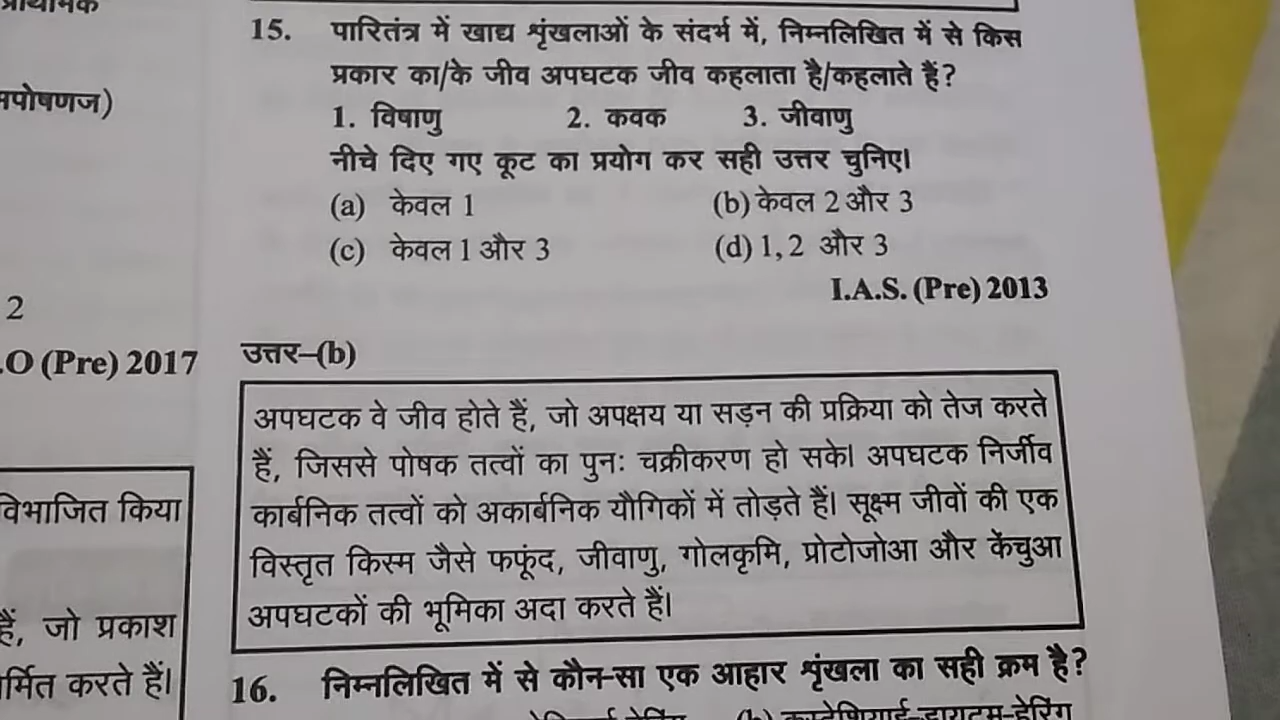 प्राथमिक
मपोषणज)
2
.O (Pre) 2017
विभाजित किया
हैं, जो प्रकाश
र्मित करते हैं।
15. पारितंत्र में खाद्य शृंखलाओं के संदर्भ में, निम्नलिखित में से किस
प्रकार का/के जीव अपघटक जीव कहलाता है/कहलाते हैं?
1. विषाणु 2. कवक 3. जीवाणु
नीचे दिए गए कूट का प्रयोग कर सही उत्तर चुनिए।
(a) केवल 1 (b) केवल 2 और 3
(c) केवल 1 और 3 (d) 1, 2 और 3
I.A.S. (Pre) 2013
उत्तर–(b)
अपघटक वे जीव होते हैं, जो अपक्षय या सड़न की प्रक्रिया को तेज करते
हैं, जिससे पोषक तत्वों का पुनः चक्रीकरण हो सके। अपघटक निर्जीव
कार्बनिक तत्वों को अकार्बनिक यौगिकों में तोड़ते हैं। सूक्ष्म जीवों की एक
विस्तृत किस्म जैसे फफूंद, जीवाणु, गोलकृमि, प्रोटोजोआ और केंचुआ
अपघटकों की भूमिका अदा करते हैं।
16. निम्नलिखित में से कौन-सा एक आहार शृंखला का सही क्रम है?
(b) क्रस्टेशियाई-डायटम-हेरिंग